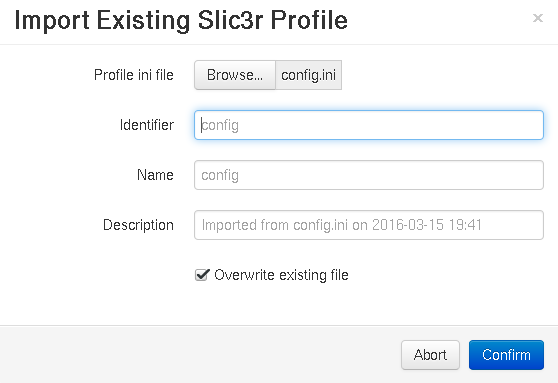 Import Existing Slic3r Profile ×
Profile ini file Browse... config.ini
Identifier config
Name config
Description Imported from config.ini on 2016-03-15 19:41
Overwrite existing file
Abort Confirm